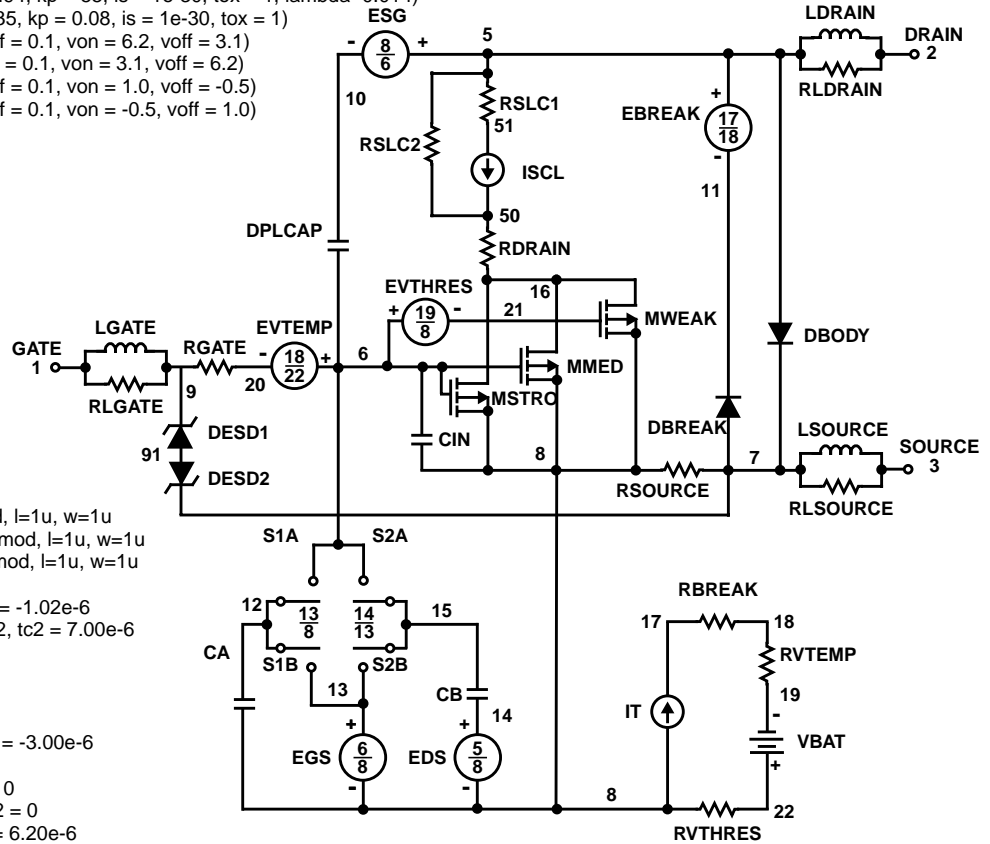 ESG
35, kp = 0.08, is = 1e-30, tox = 1)
ff = 0.1, von = 6.2, voff = 3.1)
= 0.1, von = 3.1, voff = 6.2)
ff = 0.1, von = 1.0, voff = -0.5)
ff = 0.1, von = -0.5, voff = 1.0)
- 8/6 +
5
10
LDRAIN
DRAIN
2
RLDRAIN
RSLC1
51
RSLC2
ISCL
50
EBREAK
+
17/18
-
11
DPLCAP
RDRAIN
EVTHRES
16
+ 19/8 -
21
MWEAK
DBODY
LGATE
GATE
1
RGATE
EVTEMP
- 18/22 +
6
9
20
RLGATE
MMED
MSTRO
DESD1
91
DESD2
CIN
DBREAK
8
RSOURCE
7
LSOURCE
SOURCE
3
RLSOURCE
l, l=1u, w=1u
mod, l=1u, w=1u
mod, l=1u, w=1u
= -1.02e-6
2, tc2 = 7.00e-6
= -3.00e-6
0
2 = 0
= 6.20e-6
S1A
S2A
12
13/8
14/13
15
S1B
S2B
CA
13
CB
14
+
EGS
6/8
-
+
EDS
5/8
-
RBREAK
17
18
RVTEMP
19
IT
-
VBAT
+
8
22
RVTHRES